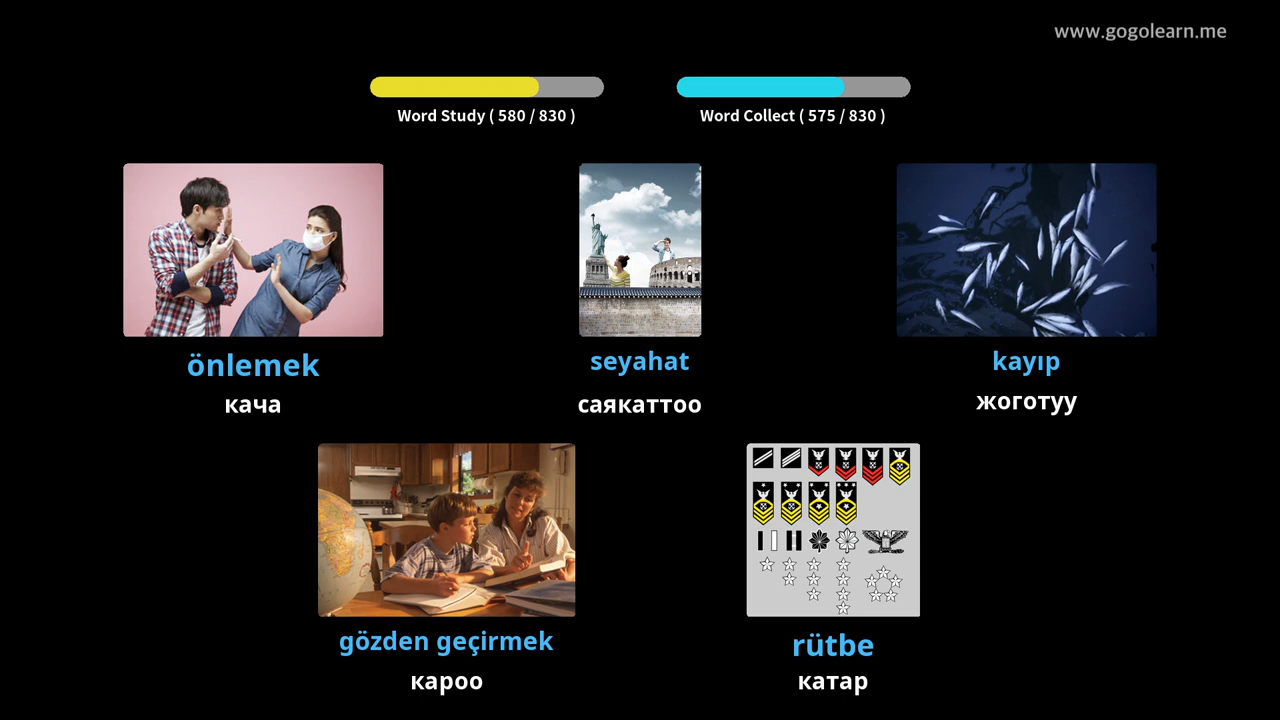 www.gogolearn.me
Word Study ( 580 / 830 )
Word Collect ( 575 / 830 )
önlemek
кача
seyahat
саякаттоо
kayıp
жоготуу
gözden geçirmek
кароо
rütbe
катар